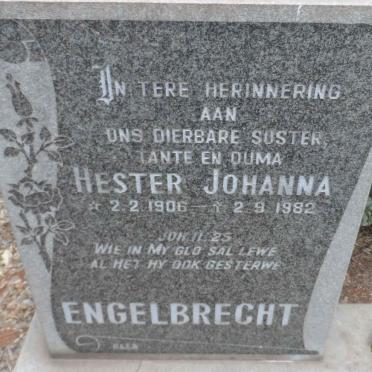 In tere herinnering
aan
ons dierbare suster,
tante en ouma
Hester Johanna
* 2.2.1906 — † 2.9.1982
Joh. 11:25
Wie in My glo sal lewe
al het hy ook gesterwe
ENGELBRECHT